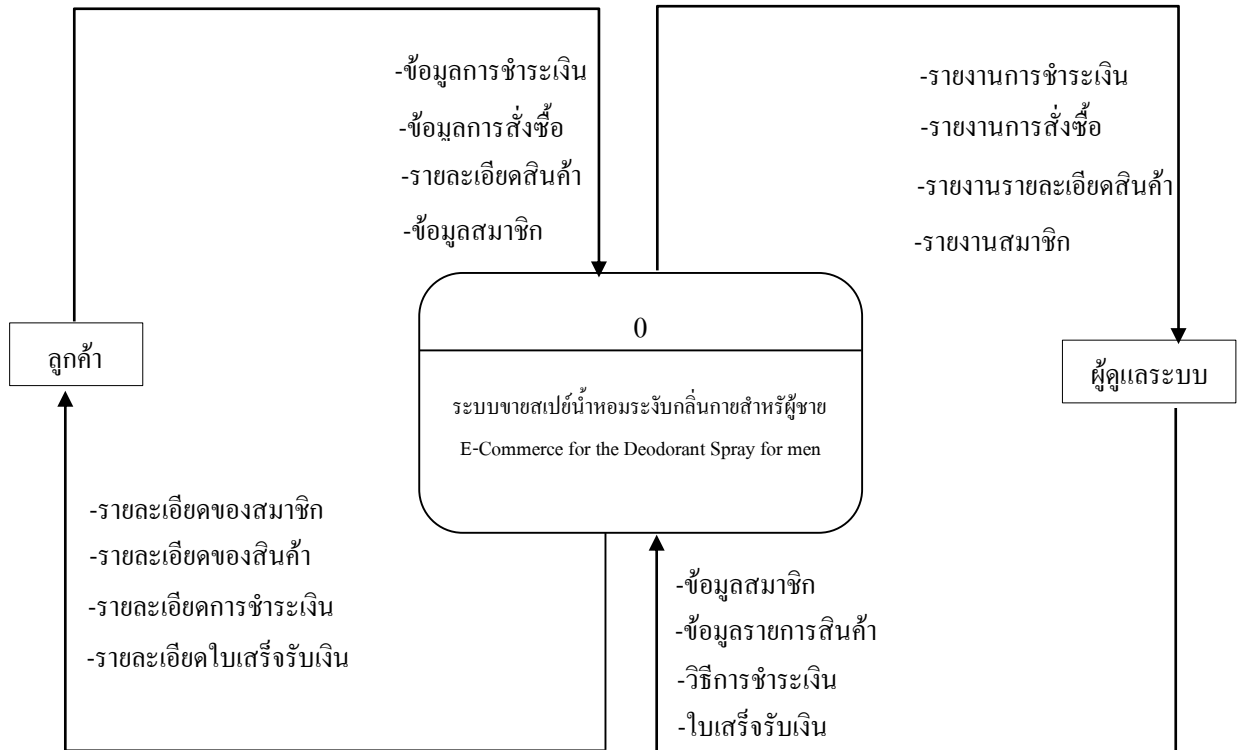 -ข้อมูลการชำระเงิน
-ข้อมูลการสั่งซื้อ
-รายละเอียดสินค้า
-ข้อมูลสมาชิก
-รายงานการชำระเงิน
-รายงานการสั่งซื้อ
-รายงานรายละเอียดสินค้า
-รายงานสมาชิก
ลูกค้า
0
ระบบขายสเปย์น้ำหอมระงับกลิ่นกายสำหรัผู้ชาย
E-Commerce for the Deodorant Spray for men
ผู้ดูแลระบบ
-รายละเอียดของสมาชิก
-รายละเอียดของสินค้า
-รายละเอียดการชำระเงิน
-รายละเอียดใบเสร็จรับเงิน
-ข้อมูลสมาชิก
-ข้อมูลรายการสินค้า
-วิธีการชำระเงิน
-ใบเสร็จรับเงิน